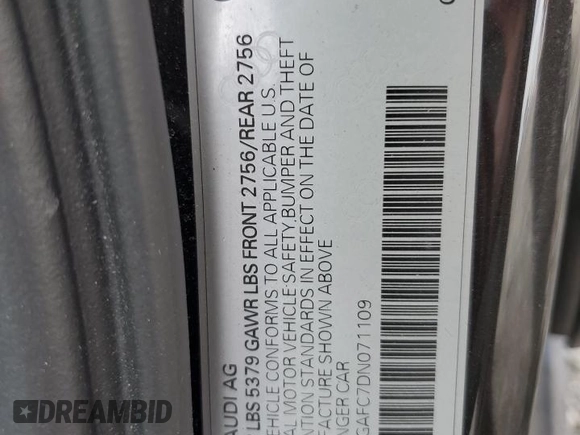 AUDI AG
LBS 5379 GAWR LBS FRONT 2756/REAR 2756
VEHICLE CONFORMS TO ALL APPLICABLE U.S.
AL MOTOR VEHICLE SAFETY, BUMPER AND THEFT
NTION STANDARDS IN EFFECT ON THE DATE OF
FACTURE SHOWN ABOVE
NGER CAR
GAFC7DN071109
DREAMBID